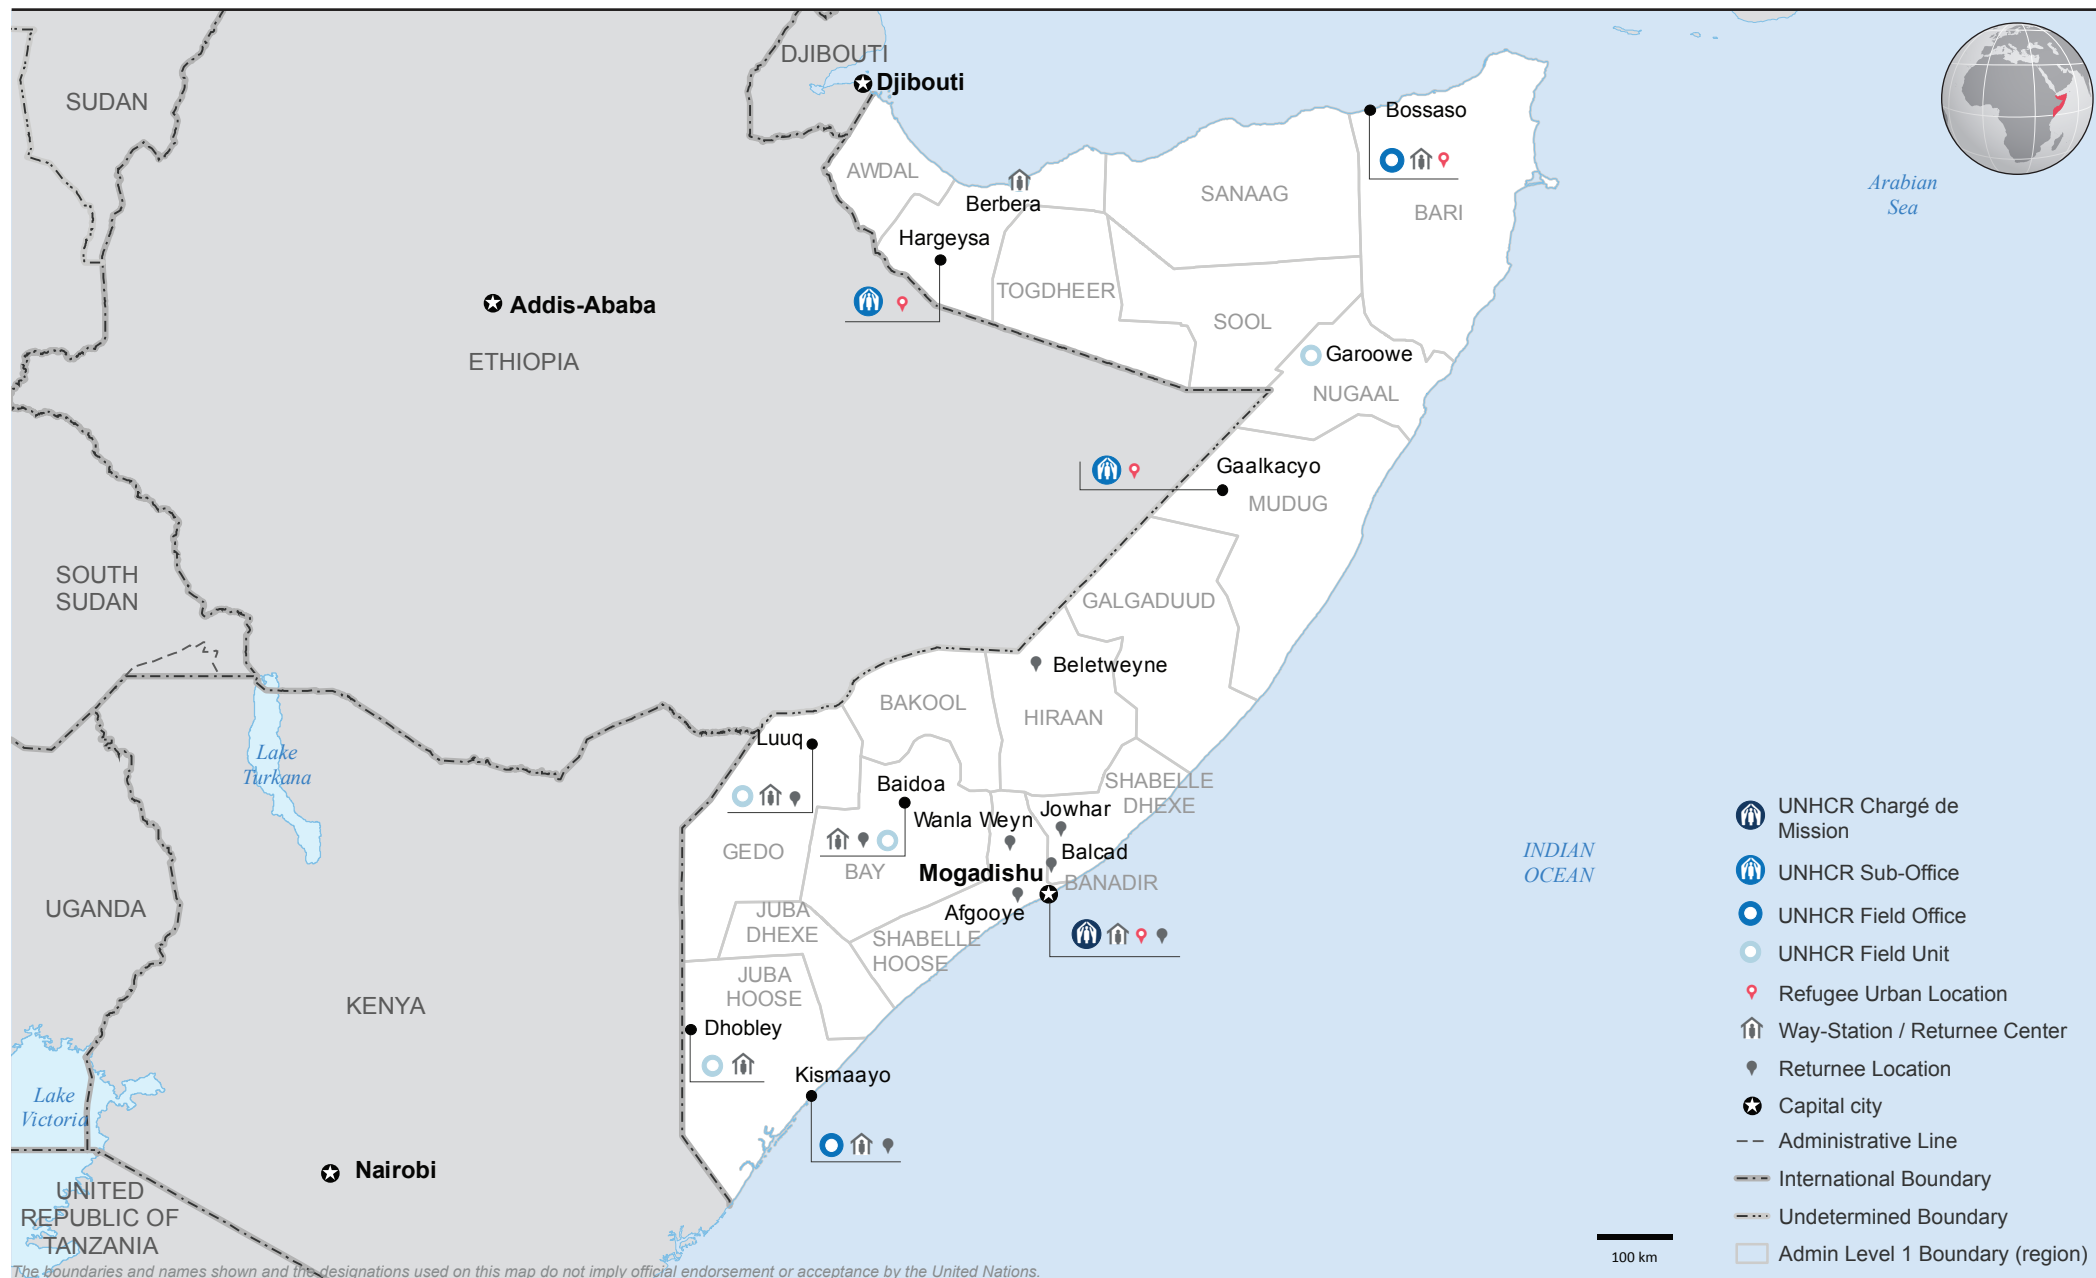 DJIBOUTI
Djibouti
SUDAN
Bossaso
AWDAL
Berbera
SANAAG
BARI
Arabian
Sea
Hargeysa
TOGDHEER
Addis-Ababa
SOOL
ETHIOPIA
Garoowe
NUGAAL
Gaalkacyo
MUDUG
SOUTH
SUDAN
GALGADUUD
Beletweyne
BAKOOL
HIRAAN
Luuq
Lake
Turkana
Baidoa
SHABELLE
DHEXE
Wanla Weyn
Jowhar
GEDO
BAY
Balcad
Mogadishu
BANADIR
Afgooye
UGANDA
JUBA
DHEXE
SHABELLE
HOOSE
JUBA
HOOSE
KENYA
Dhobley
Kismaayo
Lake
Victoria
Nairobi
UNITED
REPUBLIC OF
TANZANIA
INDIAN
OCEAN
UNHCR Chargé de
Mission
UNHCR Sub-Office
UNHCR Field Office
UNHCR Field Unit
Refugee Urban Location
Way-Station / Returnee Center
Returnee Location
Capital city
Administrative Line
International Boundary
Undetermined Boundary
Admin Level 1 Boundary (region)
100 km
The boundaries and names shown and the designations used on this map do not imply official endorsement or acceptance by the United Nations.